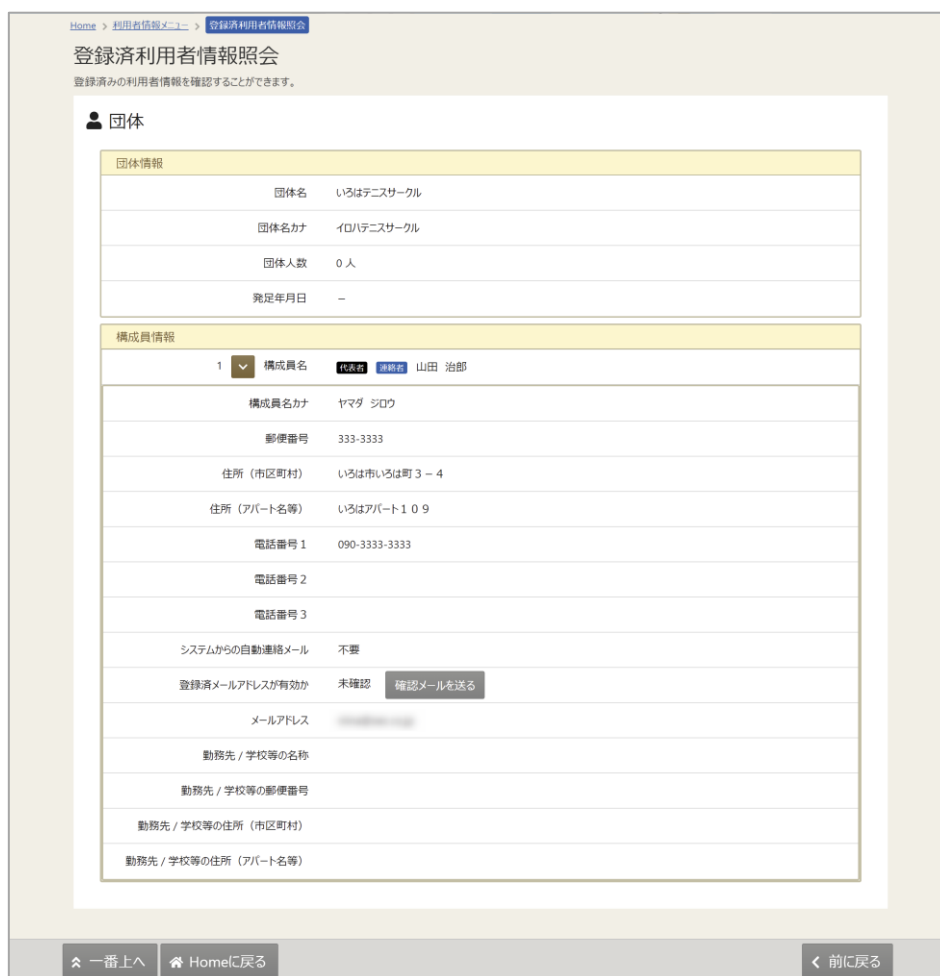 Home > 利用者情報メニュー > 登録済利用者情報照会
登録済利用者情報照会
登録済みの利用者情報を確認することができます。
団体
団体情報
団体名 いろはテニスサークル
団体名カナ イロハテニスサークル
団体人数 0 人
発足年月日 －
構成員情報
1 構成員名 代表者 連絡者 山田 治郎
構成員名カナ ヤマダ ジロウ
郵便番号 333-3333
住所（市区町村） いろは市いろは町３－４
住所（アパート名等） いろはアパート１０９
電話番号１ 090-3333-3333
電話番号２
電話番号３
システムからの自動連絡メール 不要
登録済メールアドレスが有効か 未確認 確認メールを送る
メールアドレス
勤務先 / 学校等の名称
勤務先 / 学校等の郵便番号
勤務先 / 学校等の住所（市区町村）
勤務先 / 学校等の住所（アパート名等）
一番上へ Homeに戻る 前に戻る